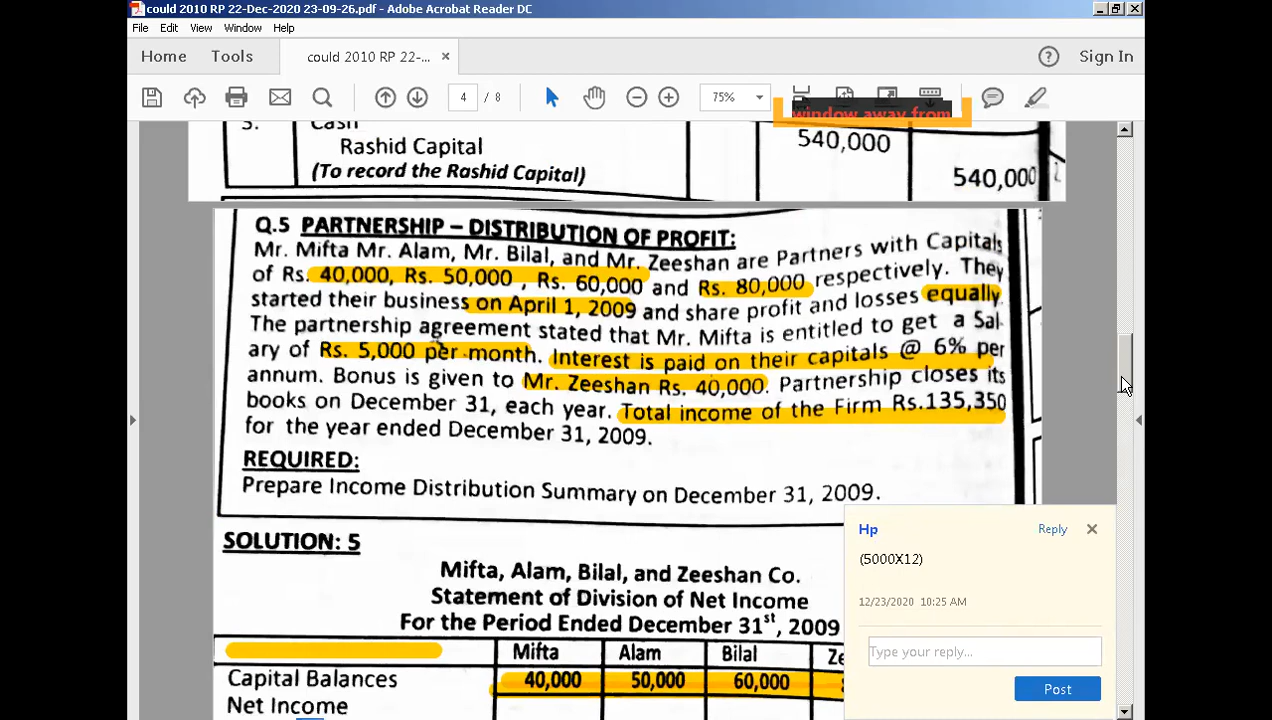 could 2010 RP 22-Dec-2020 23-09-26.pdf - Adobe Acrobat Reader DC
File Edit View Window Help
Home Tools could 2010 RP 22-... × Sign In
4 / 8 75%
window away from
3. Cash 540,000
Rashid Capital 540,000
(To record the Rashid Capital)
Q.5 PARTNERSHIP – DISTRIBUTION OF PROFIT:
Mr. Mifta Mr. Alam, Mr. Bilal, and Mr. Zeeshan are Partners with Capitals
of Rs. 40,000, Rs. 50,000 , Rs. 60,000 and Rs. 80,000 respectively. They
started their business on April 1, 2009 and share profit and losses equally.
The partnership agreement stated that Mr. Mifta is entitled to get a Sal-
ary of Rs. 5,000 per month. Interest is paid on their capitals @ 6% per
annum. Bonus is given to Mr. Zeeshan Rs. 40,000. Partnership closes its
books on December 31, each year. Total income of the Firm Rs.135,350
for the year ended December 31, 2009.
REQUIRED:
Prepare Income Distribution Summary on December 31, 2009.
SOLUTION: 5
Mifta, Alam, Bilal, and Zeeshan Co.
Statement of Division of Net Income
For the Period Ended December 31st, 2009
Mifta Alam Bilal
Capital Balances 40,000 50,000 60,000
Net Income
Hp Reply
(5000X12)
12/23/2020 10:25 AM
Type your reply...
Post